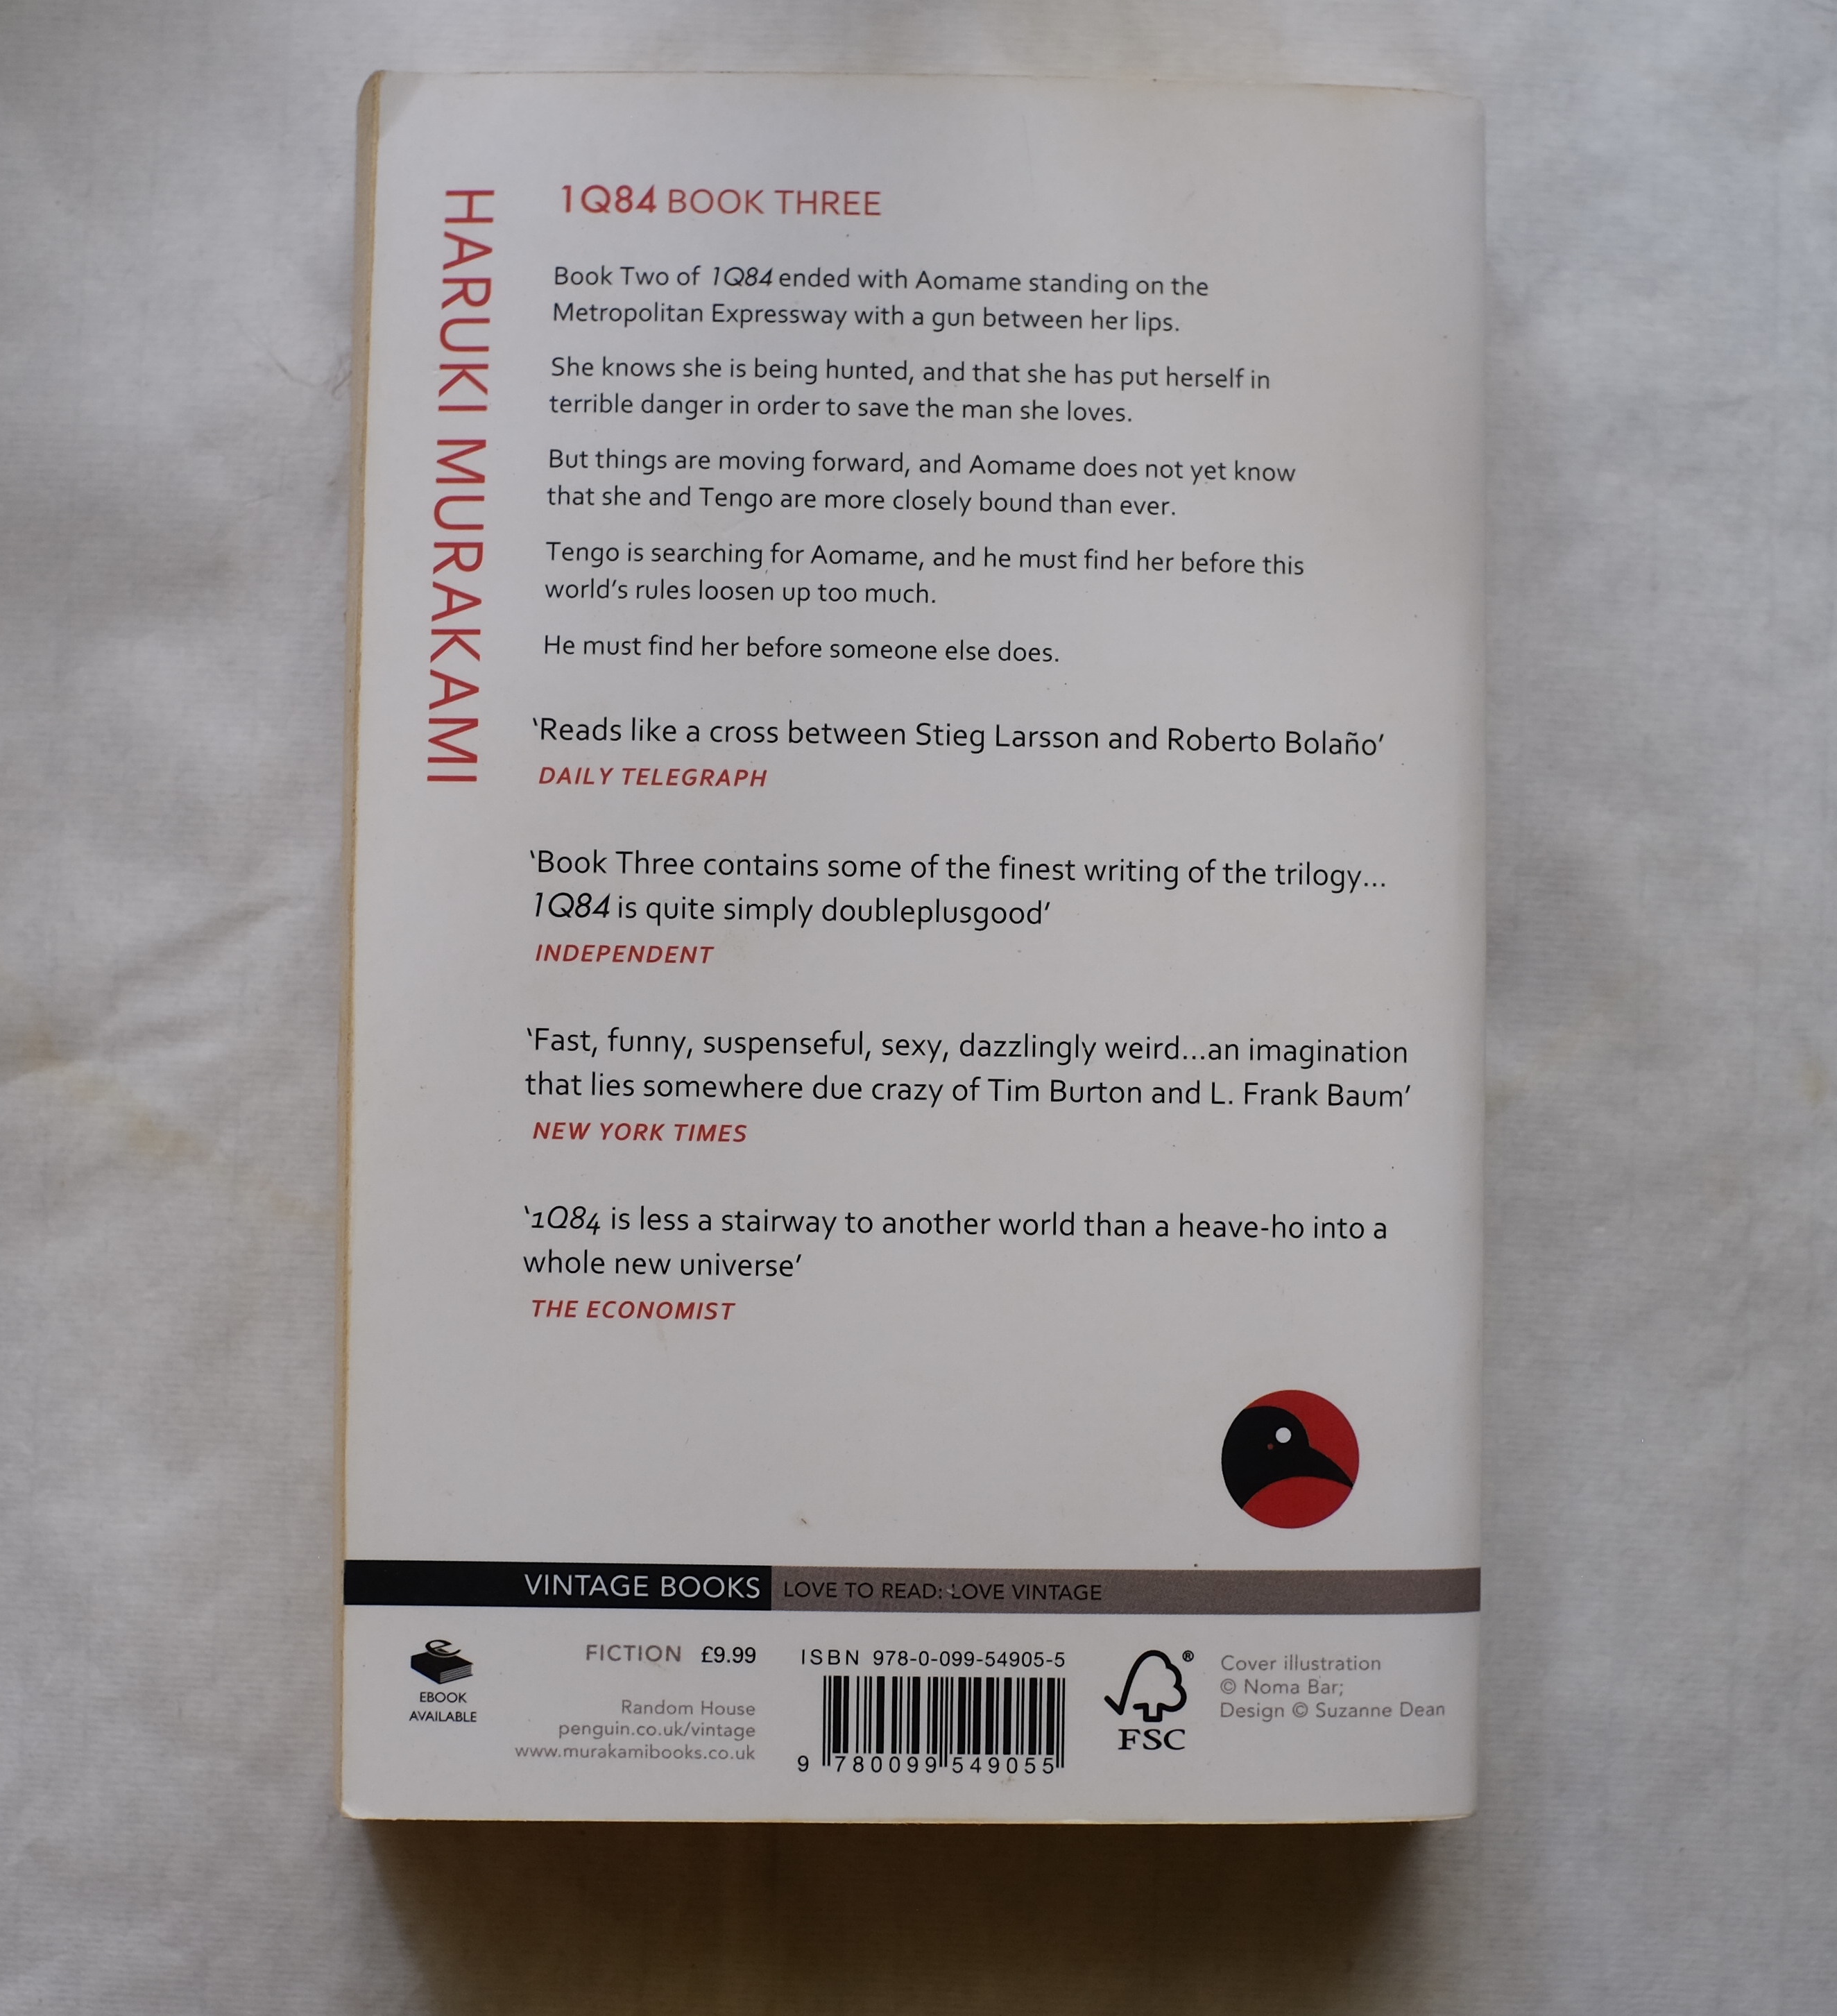 HARUKI MURAKAMI
1Q84 BOOK THREE
Book Two of 1Q84 ended with Aomame standing on the
Metropolitan Expressway with a gun between her lips.
She knows she is being hunted, and that she has put herself in
terrible danger in order to save the man she loves.
But things are moving forward, and Aomame does not yet know
that she and Tengo are more closely bound than ever.
Tengo is searching for Aomame, and he must find her before this
world's rules loosen up too much.
He must find her before someone else does.
‘Reads like a cross between Stieg Larsson and Roberto Bolaño’
DAILY TELEGRAPH
‘Book Three contains some of the finest writing of the trilogy...
1Q84 is quite simply doubleplusgood’
INDEPENDENT
‘Fast, funny, suspenseful, sexy, dazzlingly weird...an imagination
that lies somewhere due crazy of Tim Burton and L. Frank Baum’
NEW YORK TIMES
‘1Q84 is less a stairway to another world than a heave-ho into a
whole new universe’
THE ECONOMIST
VINTAGE BOOKS LOVE TO READ: LOVE VINTAGE
EBOOK
AVAILABLE
FICTION £9.99
Random House
penguin.co.uk/vintage
www.murakamibooks.co.uk
ISBN 978-0-099-54905-5
9 780099 549055
®
FSC
Cover illustration
© Noma Bar;
Design © Suzanne Dean